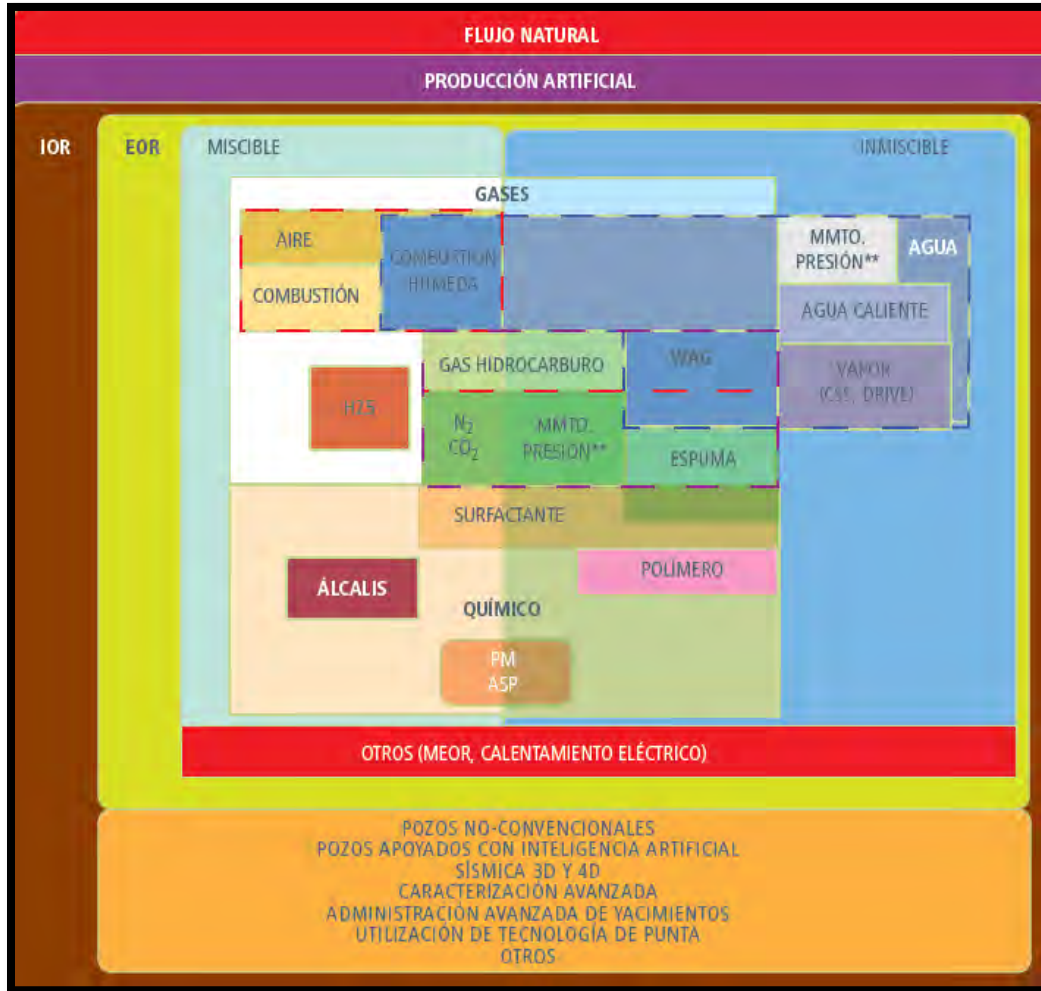 FLUJO NATURAL
PRODUCCIÓN ARTIFICIAL
IOR
EOR
MISCIBLE
INMISCIBLE
GASES
AIRE
COMBUSTIÓN
COMBUSTION
HUMEDA
MMTO.
PRESIÓN**
AGUA
AGUA CALIENTE
GAS HIDROCARBURO
WAG
VAPOR
(CSS, DRIVE)
H2S
N2
CO2
MMTO.
PRESIÓN**
ESPUMA
SURFACTANTE
POLÍMERO
ÁLCALIS
QUÍMICO
PM
ASP
OTROS (MEOR, CALENTAMIENTO ELÉCTRICO)
POZOS NO-CONVENCIONALES
POZOS APOYADOS CON INTELIGENCIA ARTIFICIAL
SÍSMICA 3D Y 4D
CARACTERIZACIÓN AVANZADA
ADMINISTRACIÓN AVANZADA DE YACIMIENTOS
UTILIZACIÓN DE TECNOLOGÍA DE PUNTA
OTROS